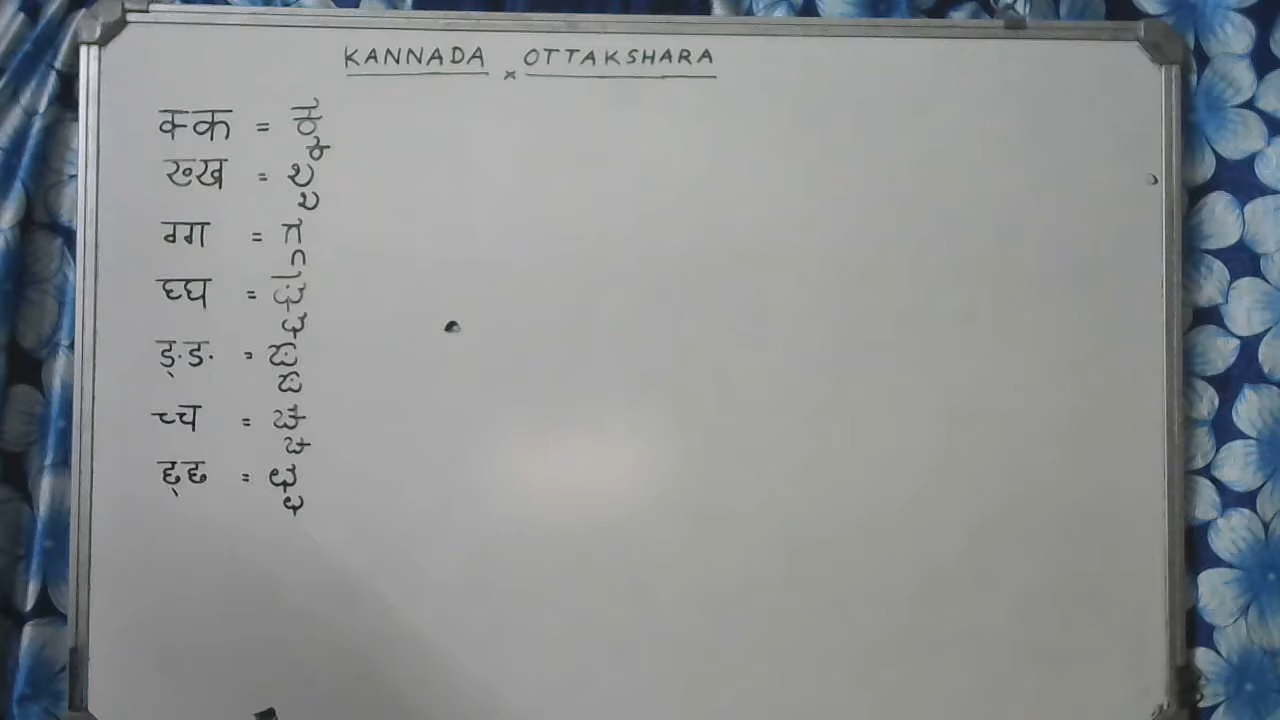 KANNADA OTTAKSHARA
क्क = ಕ್ಕ
ख्ख = ಖ್ಖ
ग्ग = ಗ್ಗ
घ्घ = ಘ್ಘ
ङ्ङ = ಙ್ಙ
च्च = ಚ್ಚ
छ्छ = ಛ್ಛ